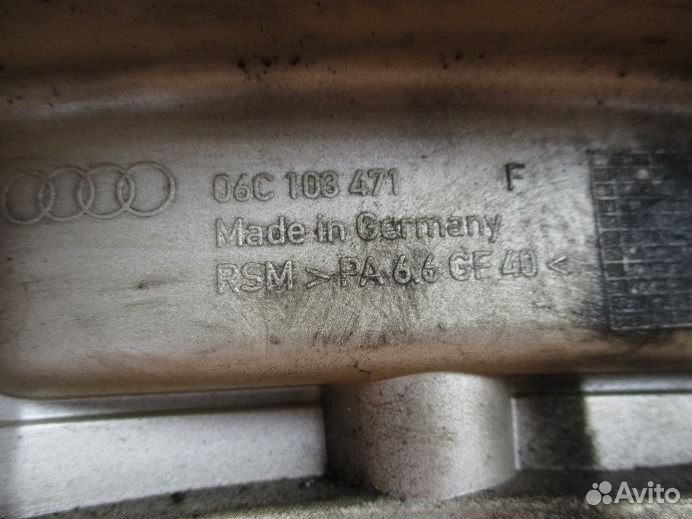 06C 103 471 F
Made in Germany
RSM >PA 6.6 GF 40<
Avito